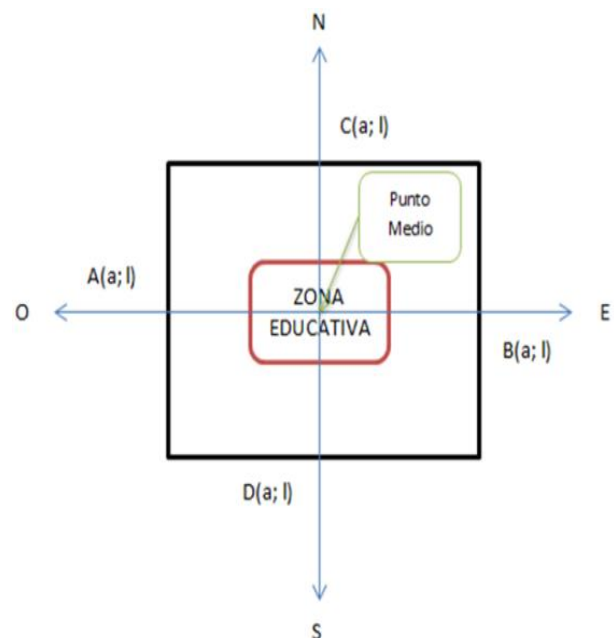 N
C(a; l)
Punto
Medio
A(a; l)
ZONA
EDUCATIVA
O
E
B(a; l)
D(a; l)
S